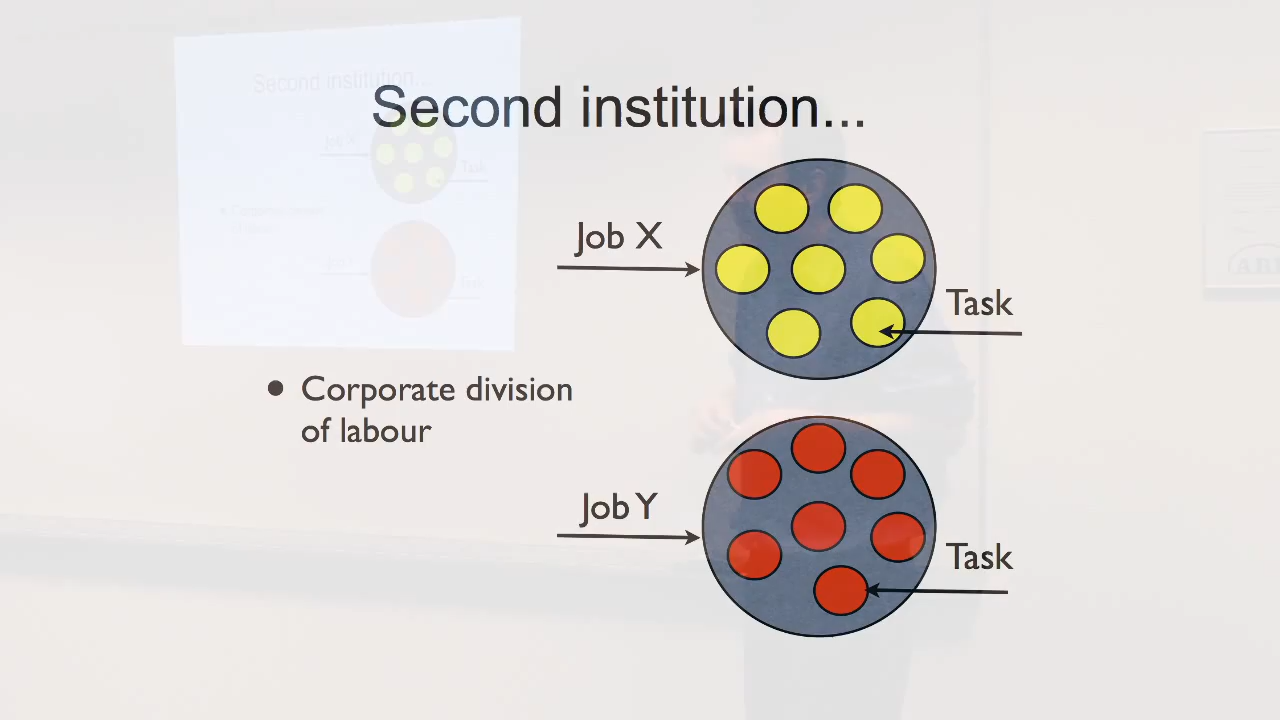 Second institution...
Job X
Task
• Corporate division
of labour
Job Y
Task